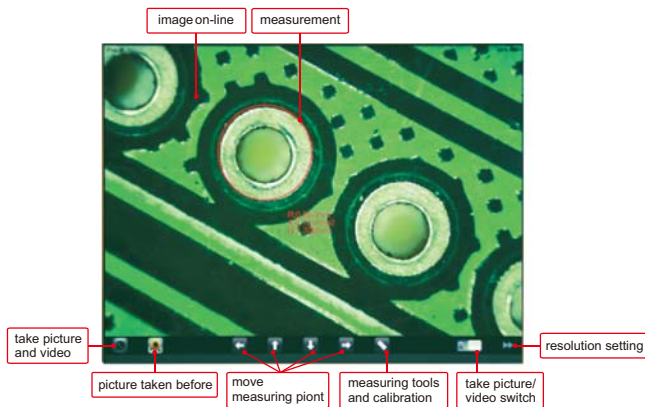 image on-line
measurement
take picture
and video
picture taken before
move
measuring piont
measuring tools
and calibration
take picture/
video switch
resolution setting